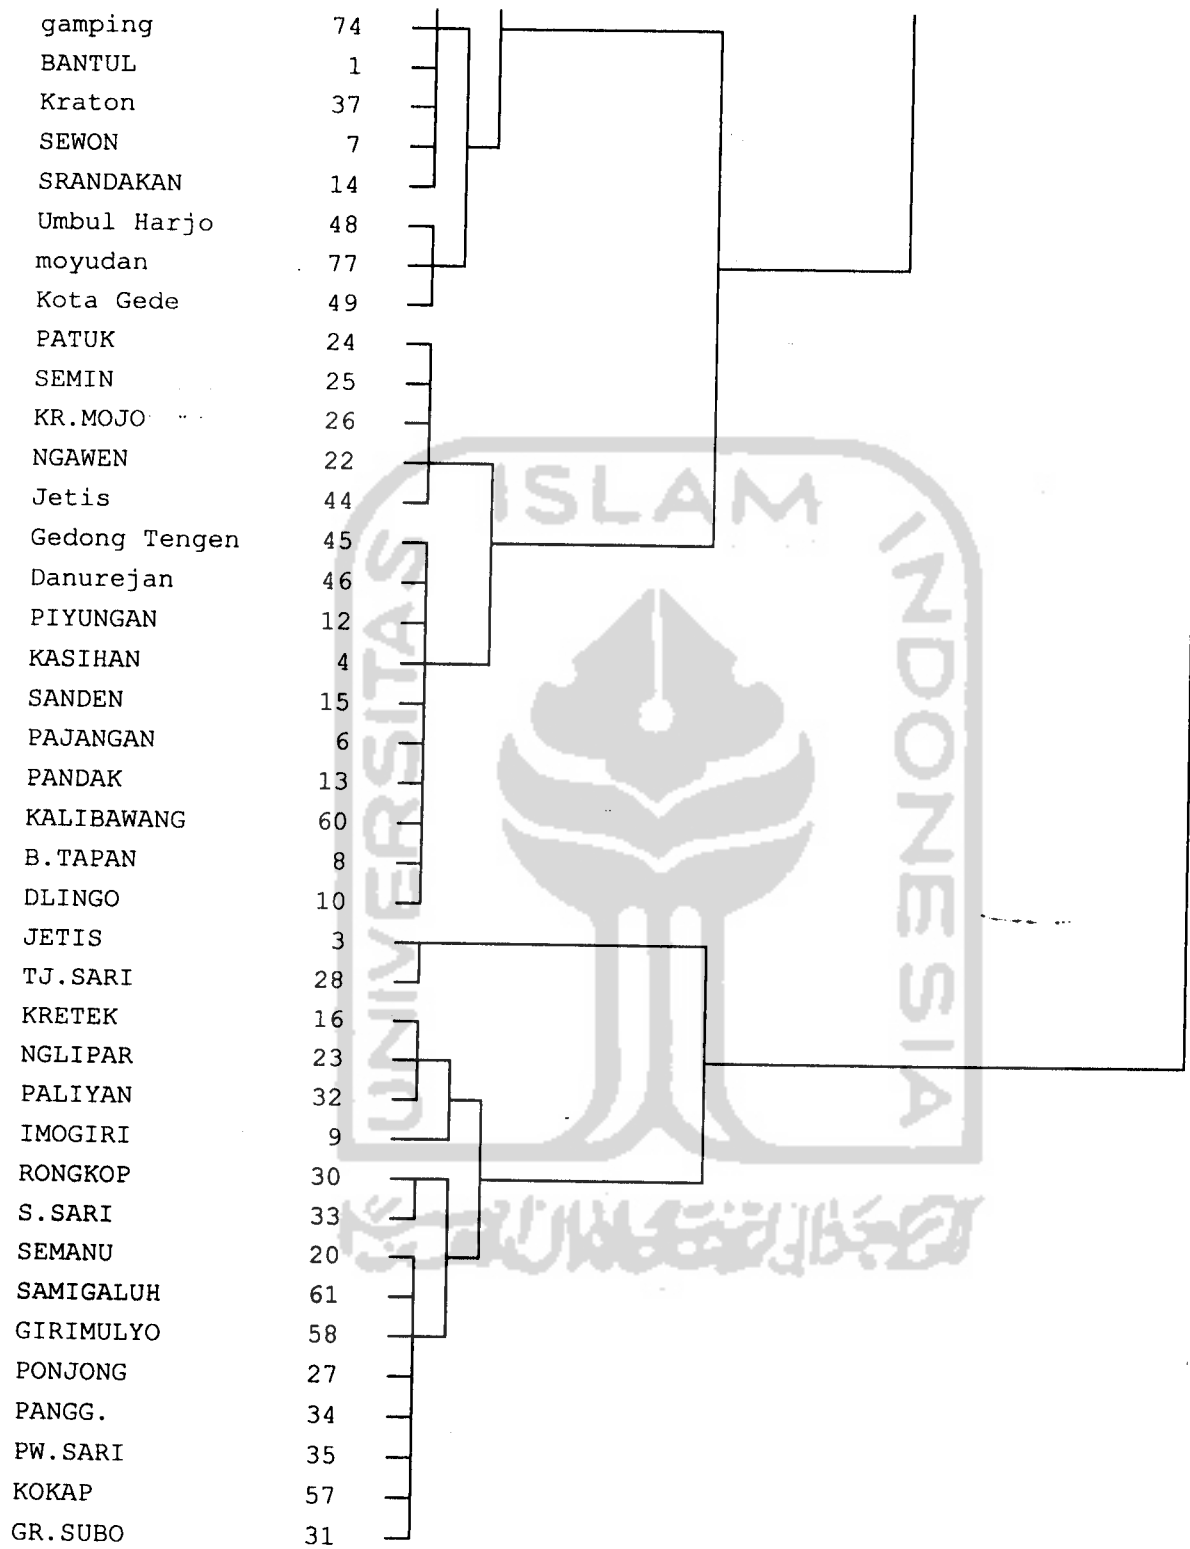 gamping 74
BANTUL 1
Kraton 37
SEWON 7
SRANDAKAN 14
Umbul Harjo 48
moyudan 77
Kota Gede 49
PATUK 24
SEMIN 25
KR.MOJO 26
NGAWEN 22
Jetis 44
Gedong Tengen 45
Danurejan 46
PIYUNGAN 12
KASIHAN 4
SANDEN 15
PAJANGAN 6
PANDAK 13
KALIBAWANG 60
B.TAPAN 8
DLINGO 10
JETIS 3
TJ.SARI 28
KRETEK 16
NGLIPAR 23
PALIYAN 32
IMOGIRI 9
RONGKOP 30
S.SARI 33
SEMANU 20
SAMIGALUH 61
GIRIMULYO 58
PONJONG 27
PANGG. 34
PW.SARI 35
KOKAP 57
GR.SUBO 31
UNIVERSITAS
ISLAM
INDONESIA